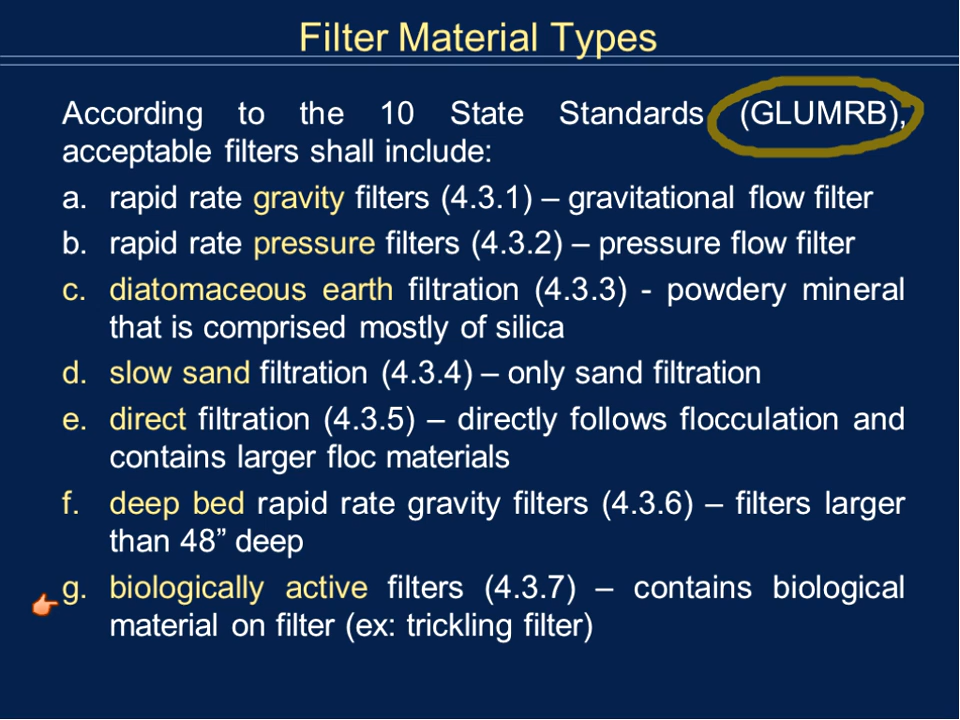 Filter Material Types
According to the 10 State Standards (GLUMRB),
acceptable filters shall include:
a. rapid rate gravity filters (4.3.1) – gravitational flow filter
b. rapid rate pressure filters (4.3.2) – pressure flow filter
c. diatomaceous earth filtration (4.3.3) - powdery mineral
that is comprised mostly of silica
d. slow sand filtration (4.3.4) – only sand filtration
e. direct filtration (4.3.5) – directly follows flocculation and
contains larger floc materials
f. deep bed rapid rate gravity filters (4.3.6) – filters larger
than 48” deep
g. biologically active filters (4.3.7) – contains biological
material on filter (ex: trickling filter)